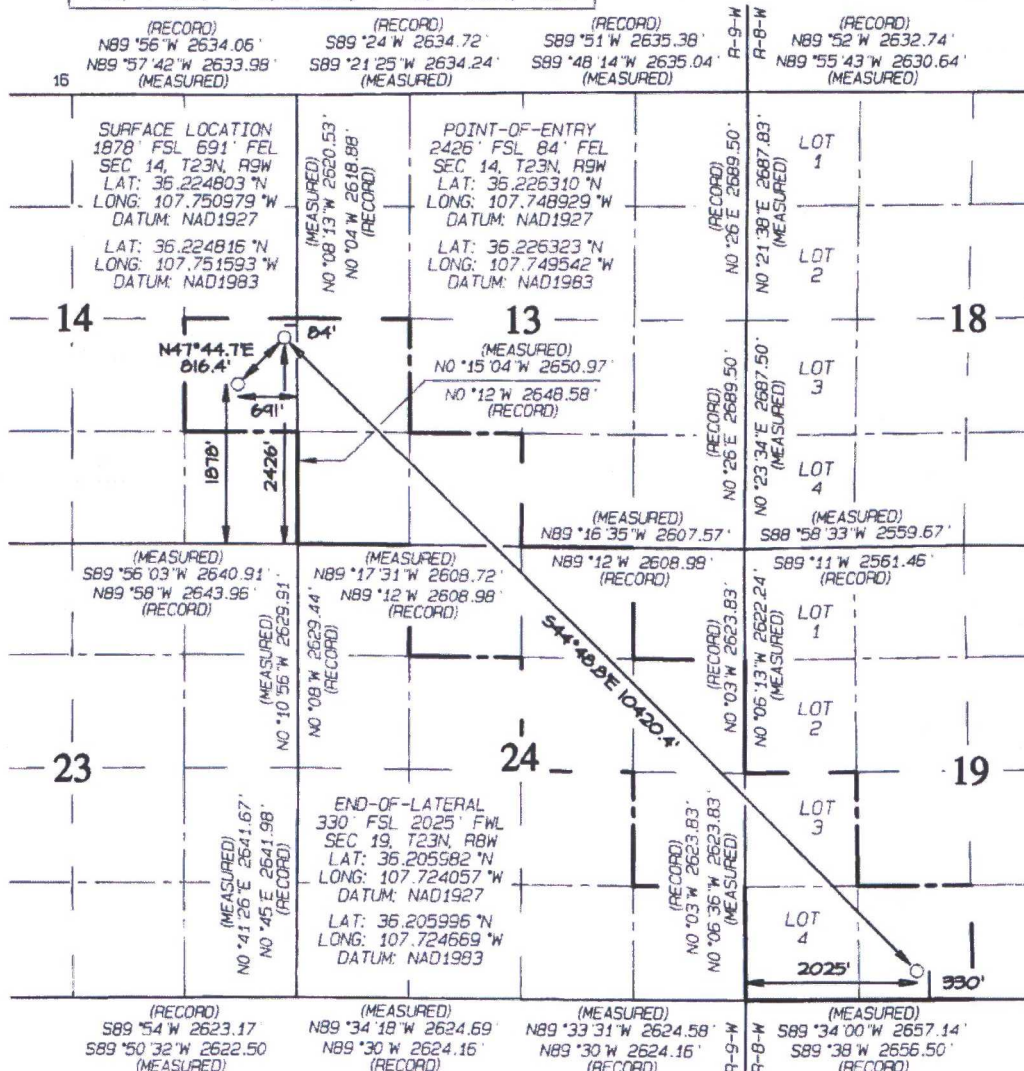 (RECORD)
N89°56'W 2634.06'
N89°57'42"W 2633.98'
(MEASURED)
(RECORD)
S89°24'W 2634.72'
S89°21'25"W 2634.24'
(MEASURED)
(RECORD)
S89°51'W 2635.38'
S89°48'14"W 2635.04'
(MEASURED)
R-9-W
R-8-W
(RECORD)
N89°52'W 2632.74'
N89°55'43"W 2630.64'
(MEASURED)
16
SURFACE LOCATION
1878' FSL 691' FEL
SEC 14, T23N, R9W
LAT: 36.224803 °N
LONG: 107.750979 °W
DATUM: NAD1927
LAT: 36.224816 °N
LONG: 107.751593 °W
DATUM: NAD1983
(MEASURED)
N0°08'13"W 2620.53'
N0°04'W 2618.88'
(RECORD)
POINT-OF-ENTRY
2426' FSL 84' FEL
SEC 14, T23N, R9W
LAT: 36.226310 °N
LONG: 107.748929 °W
DATUM: NAD1927
LAT: 36.226323 °N
LONG: 107.749542 °W
DATUM: NAD1983
(RECORD)
N0°26'E 2689.50'
N0°21'38"E 2687.83'
(MEASURED)
LOT
1
LOT
2
14
13
18
84'
N47°44.7'E
816.4'
691'
1878'
2426'
(MEASURED)
N0°15'04"W 2650.97'
N0°12'W 2648.58'
(RECORD)
(RECORD)
N0°26'E 2689.50'
N0°23'34"E 2687.50'
(MEASURED)
LOT
3
LOT
4
(MEASURED)
N89°16'35"W 2607.57'
N89°12'W 2608.98'
(RECORD)
(MEASURED)
S88°58'33"W 2559.67'
S89°11'W 2561.46'
(RECORD)
(MEASURED)
S89°56'03"W 2640.91'
N89°58'W 2643.96'
(RECORD)
(MEASURED)
N89°17'31"W 2608.72'
N89°12'W 2608.98'
(RECORD)
(MEASURED)
N0°10'56"W 2629.91'
N0°08'W 2629.44'
(RECORD)
S44°48.8'E 10420.4'
(RECORD)
N0°03'W 2623.83'
N0°06'13"W 2622.24'
(MEASURED)
LOT
1
LOT
2
23
24
19
(MEASURED)
N0°41'26"E 2641.67'
N0°45'E 2641.98'
(RECORD)
END-OF-LATERAL
330' FSL 2025' FWL
SEC 19, T23N, R8W
LAT: 36.205982 °N
LONG: 107.724057 °W
DATUM: NAD1927
LAT: 36.205996 °N
LONG: 107.724669 °W
DATUM: NAD1983
(RECORD)
N0°03'W 2623.83'
N0°06'36"W 2623.83'
(MEASURED)
LOT
3
LOT
4
2025'
330'
(RECORD)
S89°54'W 2623.17'
S89°50'32"W 2622.50
(MEASURED)
(MEASURED)
N89°34'18"W 2624.69'
N89°30'W 2624.16'
(RECORD)
(MEASURED)
N89°33'31"W 2624.58'
N89°30'W 2624.16'
(RECORD)
R-9-W
R-8-W
(MEASURED)
S89°34'00"W 2657.14'
S89°38'W 2656.50'
(RECORD)